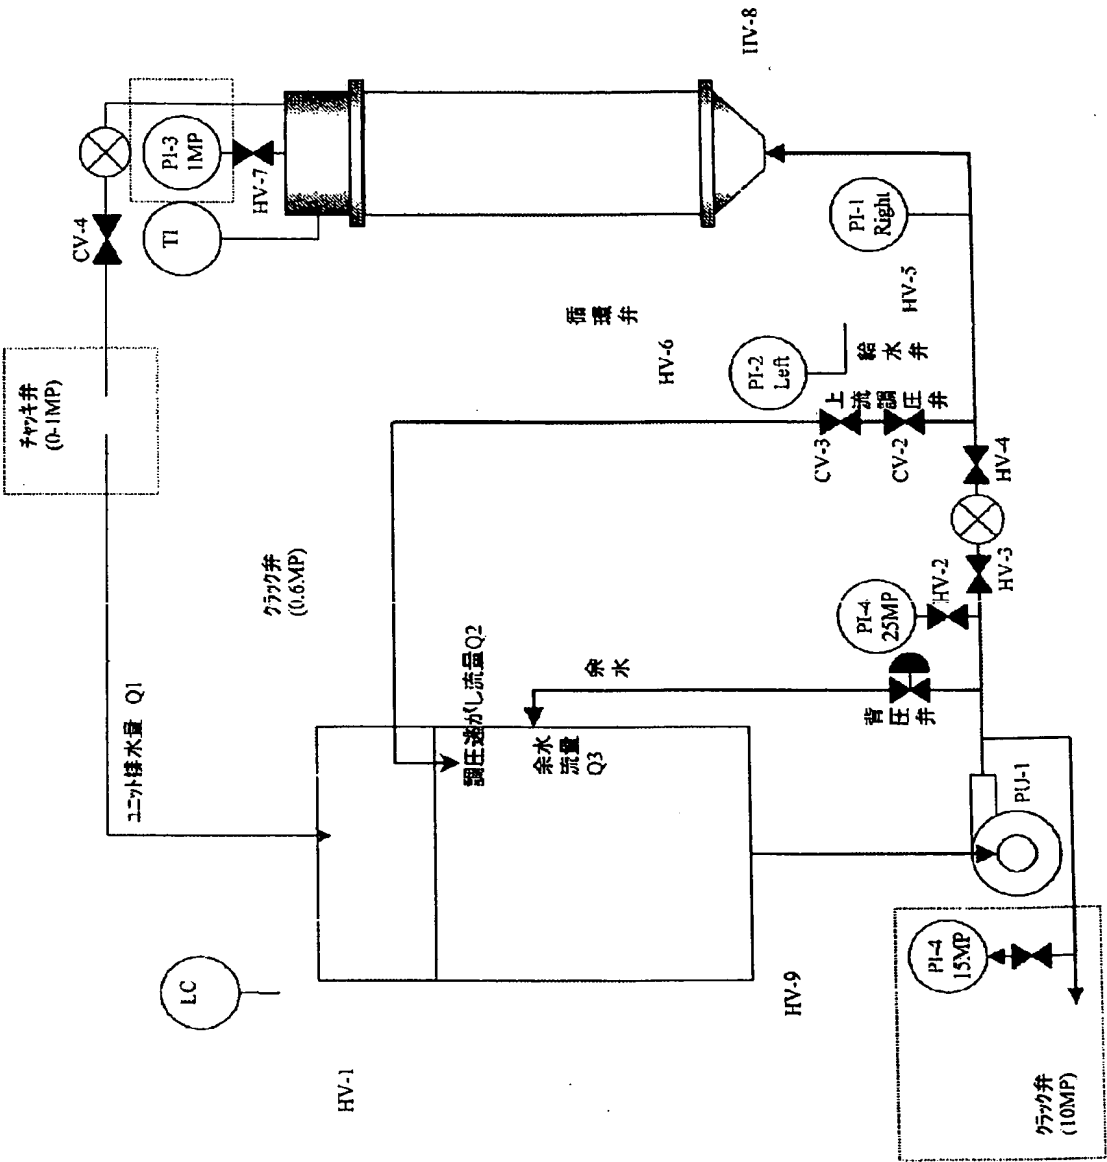 HV-8
PI-3
1MP
HV-7
TI
CV-4
チャッキ弁
(0-1MP)
PI-1
Right
HV-5
循環弁
HV-6
PI-2
Left
給水弁
上流調圧弁
CV-3
CV-2
HV-4
HV-3
HV-2
PI-4
25MP
クラック弁
(0.6MP)
余水
背圧弁
ユニット排水量 Q1
調圧逃がし流量Q2
余水
流量
Q3
PU-1
LC
HV-1
HV-9
PI-4
15MP
クラック弁
(10MP)